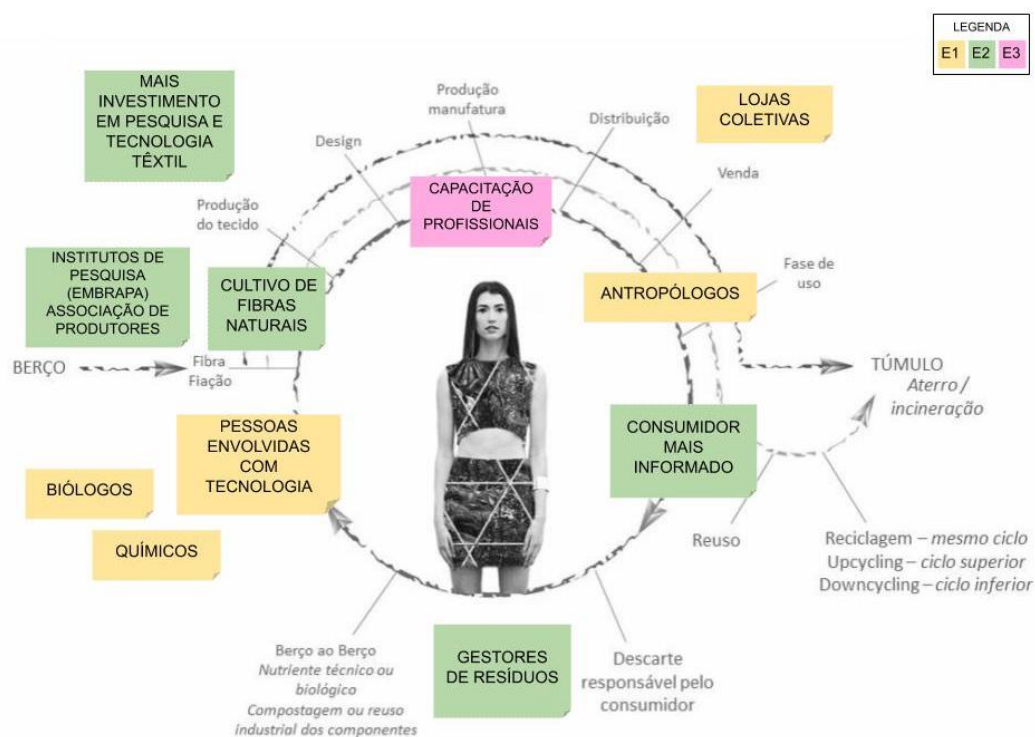 LEGENDA
E1 E2 E3
MAIS
INVESTIMENTO
EM PESQUISA E
TECNOLOGIA
TÊXTIL
Design
Produção
manufatura
Distribuição
LOJAS
COLETIVAS
Venda
Produção
do tecido
CAPACITAÇÃO
DE
PROFISSIONAIS
INSTITUTOS DE
PESQUISA
(EMBRAPA)
ASSOCIAÇÃO DE
PRODUTORES
CULTIVO DE
FIBRAS
NATURAIS
ANTROPÓLOGOS
Fase de
uso
BERÇO
Fibra
Fiação
TÚMULO
Aterro /
incineração
PESSOAS
ENVOLVIDAS
COM
TECNOLOGIA
CONSUMIDOR
MAIS
INFORMADO
BIÓLOGOS
QUÍMICOS
Reuso
Reciclagem – mesmo ciclo
Upcycling – ciclo superior
Downcycling – ciclo inferior
Berço ao Berço
Nutriente técnico ou
biológico
Compostagem ou reuso
industrial dos componentes
GESTORES
DE RESÍDUOS
Descarte
responsável pelo
consumidor